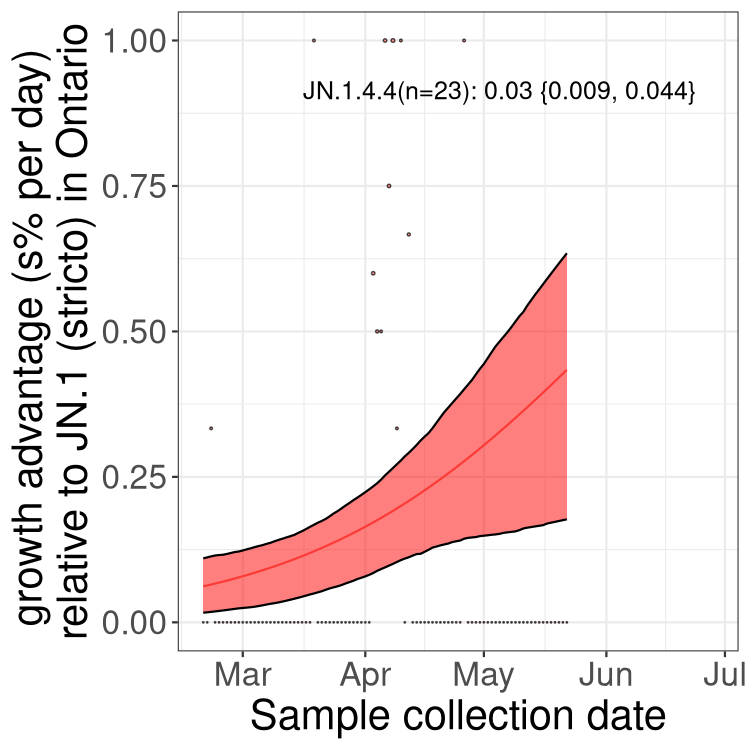 growth advantage (s% per day)
relative to JN.1 (stricto) in Ontario
1.00
0.75
0.50
0.25
0.00
JN.1.4.4(n=23): 0.03 {0.009, 0.044}
Mar Apr May Jun Jul
Sample collection date